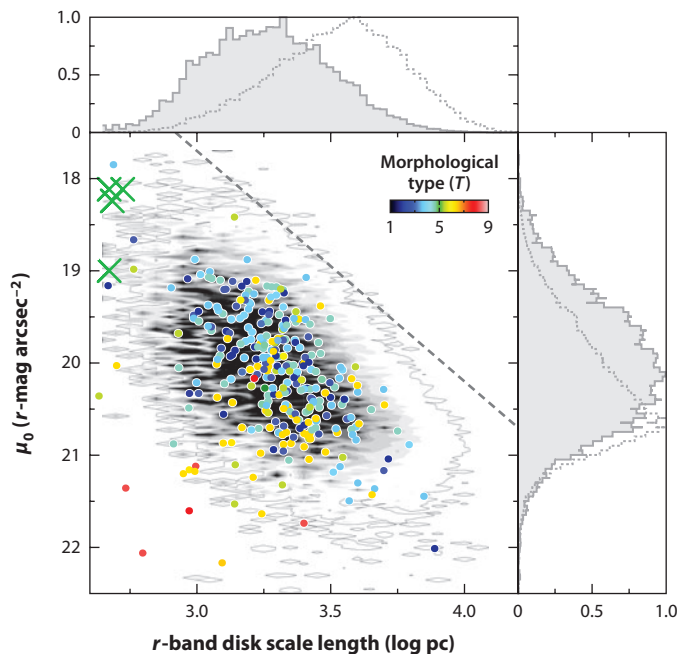 1.0
0.5
0
Morphological
type (T)
1 5 9
18
19
20
21
22
μ0 (r-mag arcsec−2)
3.0 3.5 4.0
0 0.5 1.0
r-band disk scale length (log pc)